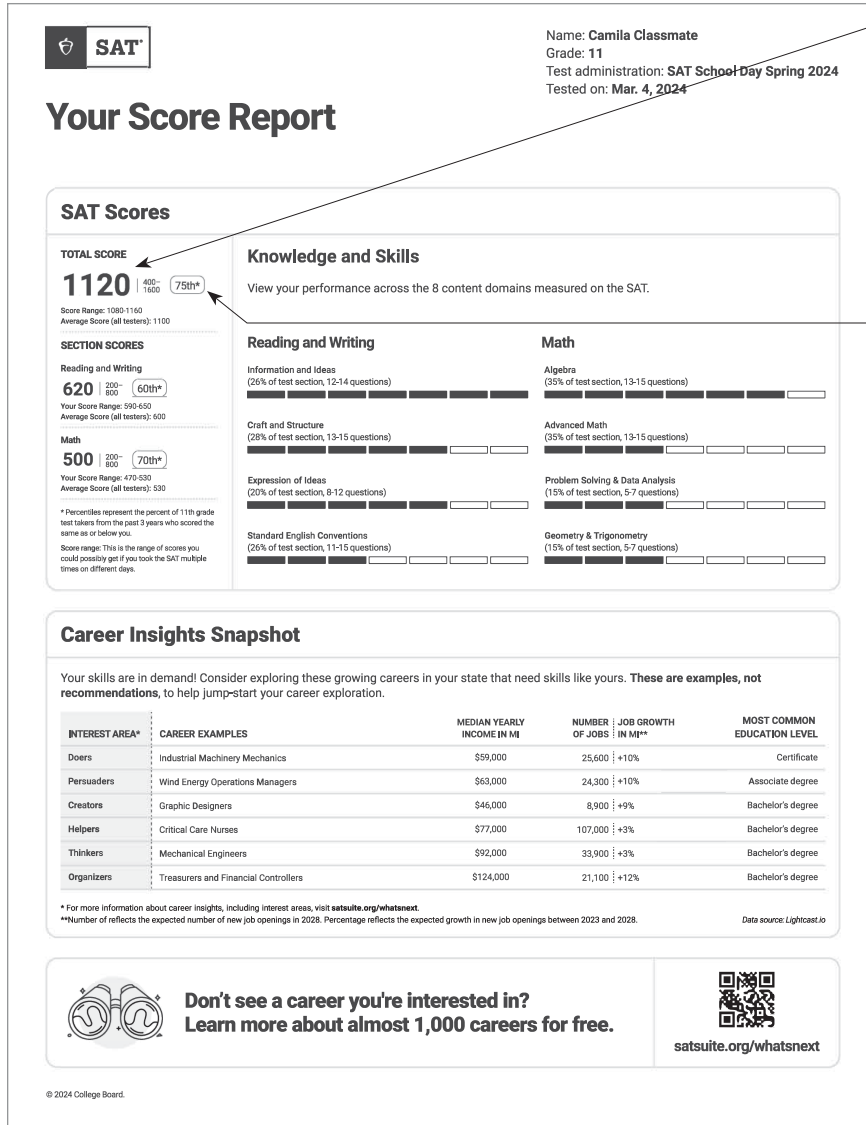 SAT®
Name: Camila Classmate
Grade: 11
Test administration: SAT School Day Spring 2024
Tested on: Mar. 4, 2024
Your Score Report
SAT Scores
TOTAL SCORE
1120 400–1600 75th*
Score Range: 1080-1160
Average Score (all testers): 1100
SECTION SCORES
Reading and Writing
620 200–800 60th*
Your Score Range: 590-650
Average Score (all testers): 600
Math
500 200–800 70th*
Your Score Range: 470-530
Average Score (all testers): 530
* Percentiles represent the percent of 11th grade
test takers from the past 3 years who scored the
same as or below you.
Score range: This is the range of scores you
could possibly get if you took the SAT multiple
times on different days.
Knowledge and Skills
View your performance across the 8 content domains measured on the SAT.
Reading and Writing
Information and Ideas
(26% of test section, 12-14 questions)
Craft and Structure
(28% of test section, 13-15 questions)
Expression of Ideas
(20% of test section, 8-12 questions)
Standard English Conventions
(26% of test section, 11-15 questions)
Math
Algebra
(35% of test section, 13-15 questions)
Advanced Math
(35% of test section, 13-15 questions)
Problem Solving & Data Analysis
(15% of test section, 5-7 questions)
Geometry & Trigonometry
(15% of test section, 5-7 questions)
Career Insights Snapshot
Your skills are in demand! Consider exploring these growing careers in your state that need skills like yours. These are examples, not
recommendations, to help jump-start your career exploration.
INTEREST AREA* CAREER EXAMPLES MEDIAN YEARLY INCOME IN MI NUMBER OF JOBS JOB GROWTH IN MI** MOST COMMON EDUCATION LEVEL
Doers Industrial Machinery Mechanics $59,000 25,600 +10% Certificate
Persuaders Wind Energy Operations Managers $63,000 24,300 +10% Associate degree
Creators Graphic Designers $46,000 8,900 +9% Bachelor's degree
Helpers Critical Care Nurses $77,000 107,000 +3% Bachelor's degree
Thinkers Mechanical Engineers $92,000 33,900 +3% Bachelor's degree
Organizers Treasurers and Financial Controllers $124,000 21,100 +12% Bachelor's degree
* For more information about career insights, including interest areas, visit satsuite.org/whatsnext.
**Number of reflects the expected number of new job openings in 2028. Percentage reflects the expected growth in new job openings between 2023 and 2028.
Data source: Lightcast.io
Don't see a career you're interested in?
Learn more about almost 1,000 careers for free.
satsuite.org/whatsnext
© 2024 College Board.